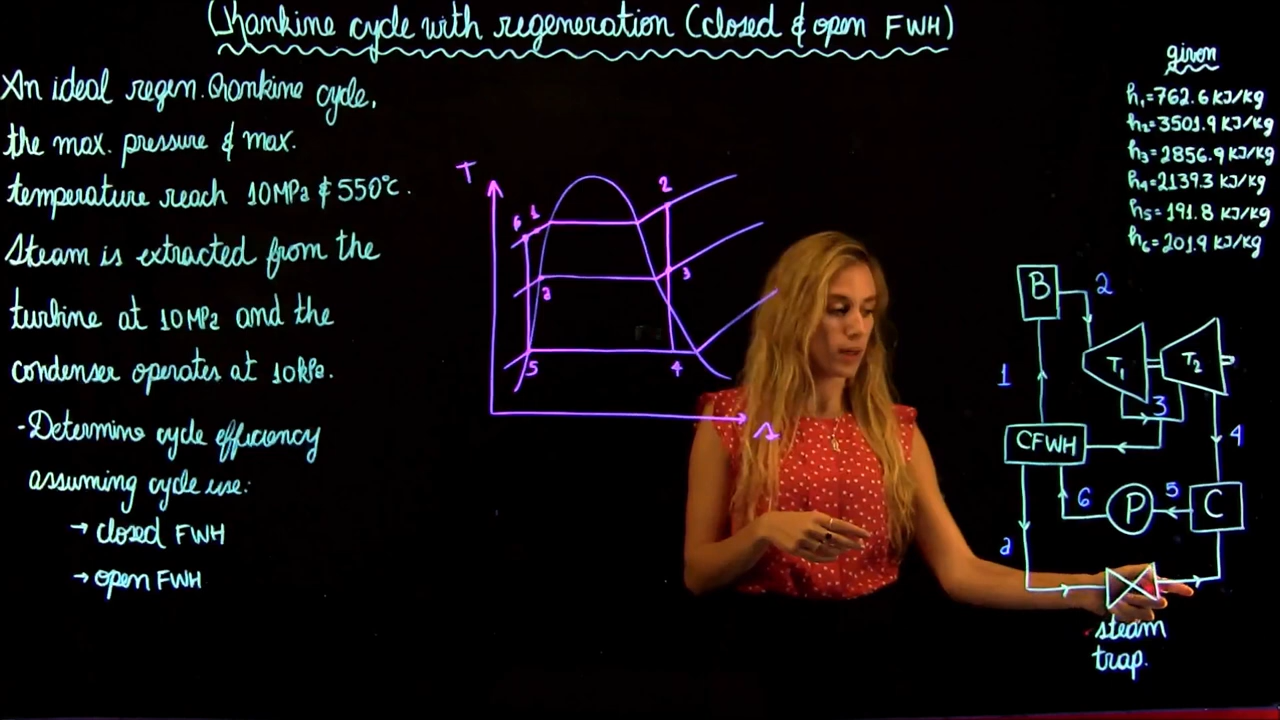 Rankine cycle with regeneration (closed & open FWH)
An ideal regen. Rankine cycle,
the max. pressure & max.
temperature reach 10MPa & 550°c.
Steam is extracted from the
turbine at 10MPa and the
condenser operates at 10kPa.
-Determine cycle efficiency
assuming cycle use:
→ closed FWH
→ open FWH
T
6
1
2
3
a
5
4
s
given
h1=762.6 KJ/kg
h2=3501.9 KJ/kg
h3=2856.9 KJ/kg
h4=2139.3 KJ/kg
h5=191.8 KJ/kg
h6=201.9 KJ/kg
B
2
T1
T2
1
3
CFWH
4
6
P
5
C
a
steam
trap.